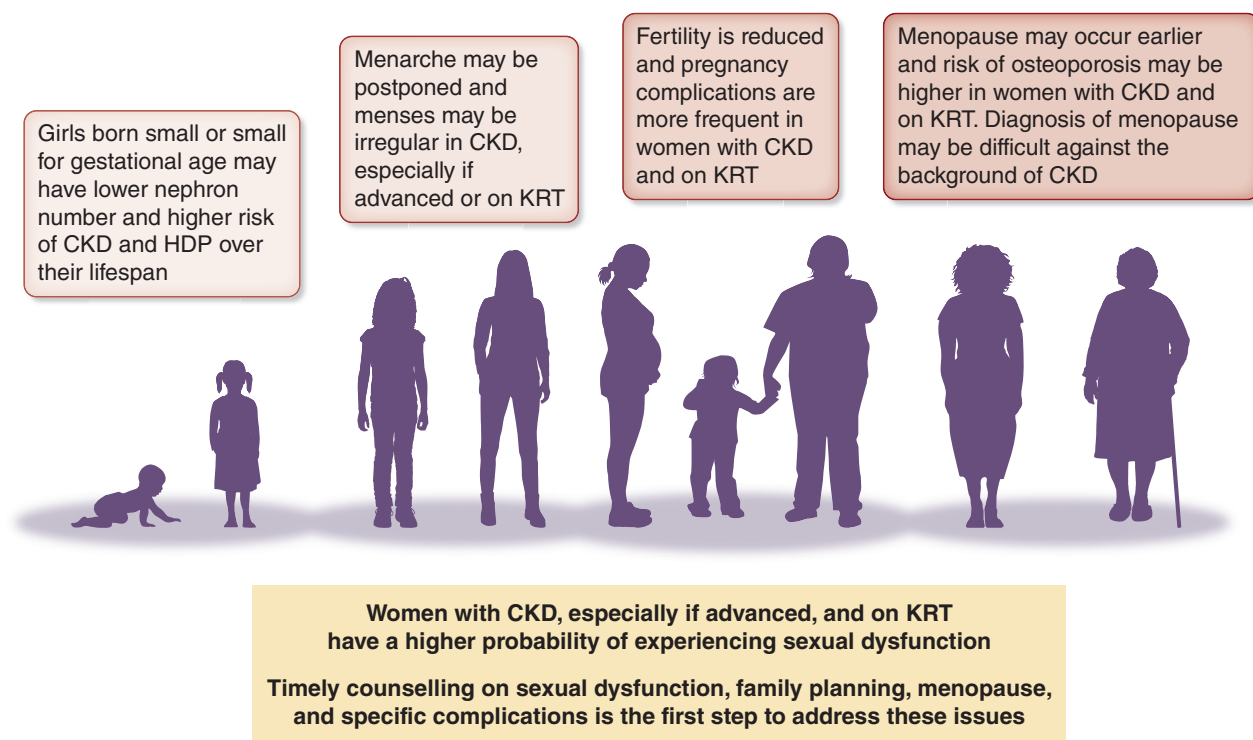 Girls born small or small
for gestational age may
have lower nephron
number and higher risk
of CKD and HDP over
their lifespan
Menarche may be
postponed and
menses may be
irregular in CKD,
especially if
advanced or on KRT
Fertility is reduced
and pregnancy
complications are
more frequent in
women with CKD
and on KRT
Menopause may occur earlier
and risk of osteoporosis may be
higher in women with CKD and
on KRT. Diagnosis of menopause
may be difficult against the
background of CKD
Women with CKD, especially if advanced, and on KRT
have a higher probability of experiencing sexual dysfunction
Timely counselling on sexual dysfunction, family planning, menopause,
and specific complications is the first step to address these issues